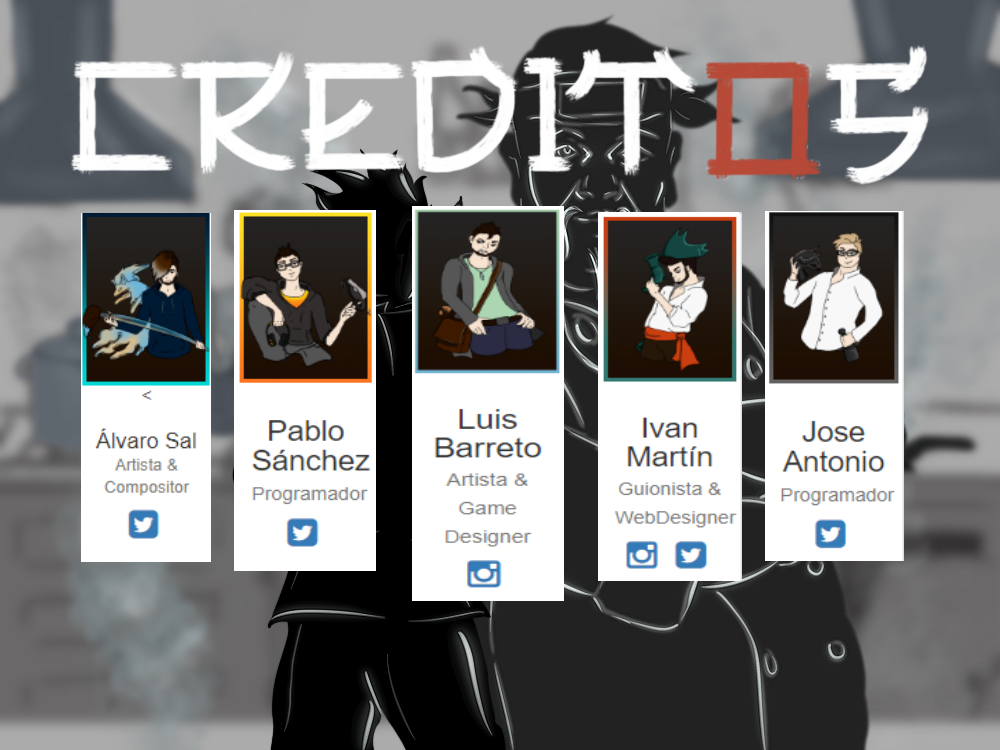 CREDITOS
<
Álvaro Sal
Artista &
Compositor
Pablo
Sánchez
Programador
Luis
Barreto
Artista &
Game
Designer
Ivan
Martín
Guionista &
WebDesigner
Jose
Antonio
Programador